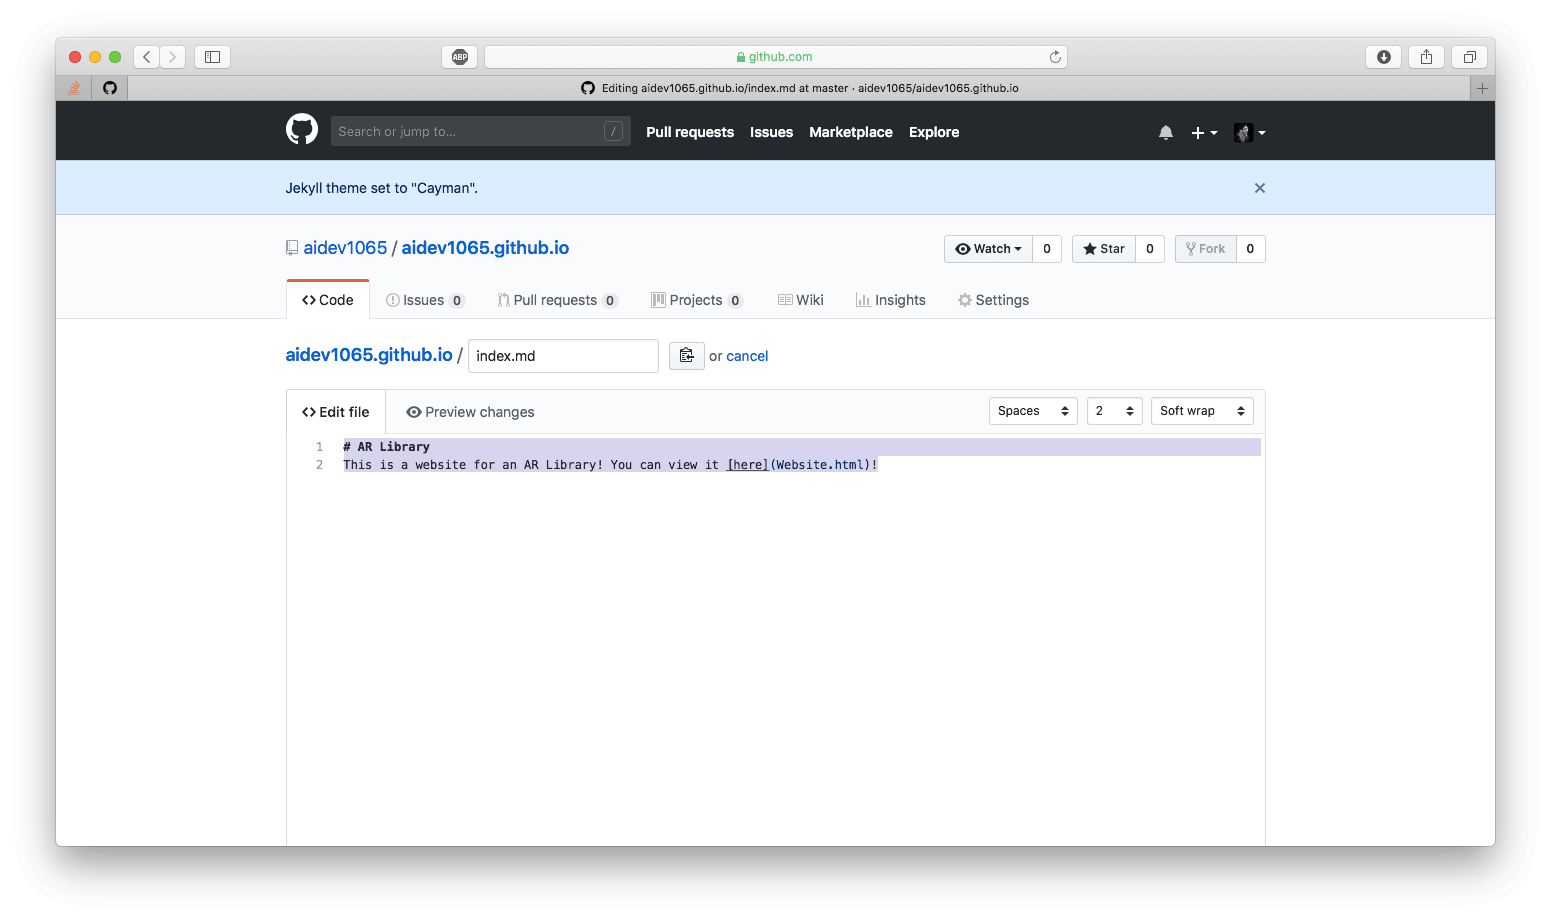 ABP
github.com
Editing aidev1065.github.io/index.md at master · aidev1065/aidev1065.github.io
Search or jump to... /
Pull requests Issues Marketplace Explore
Jekyll theme set to "Cayman".
aidev1065 / aidev1065.github.io
Watch 0 Star 0 Fork 0
Code Issues 0 Pull requests 0 Projects 0 Wiki Insights Settings
aidev1065.github.io / index.md or cancel
Edit file Preview changes Spaces 2 Soft wrap
1 # AR Library
2 This is a website for an AR Library! You can view it [here](Website.html)!